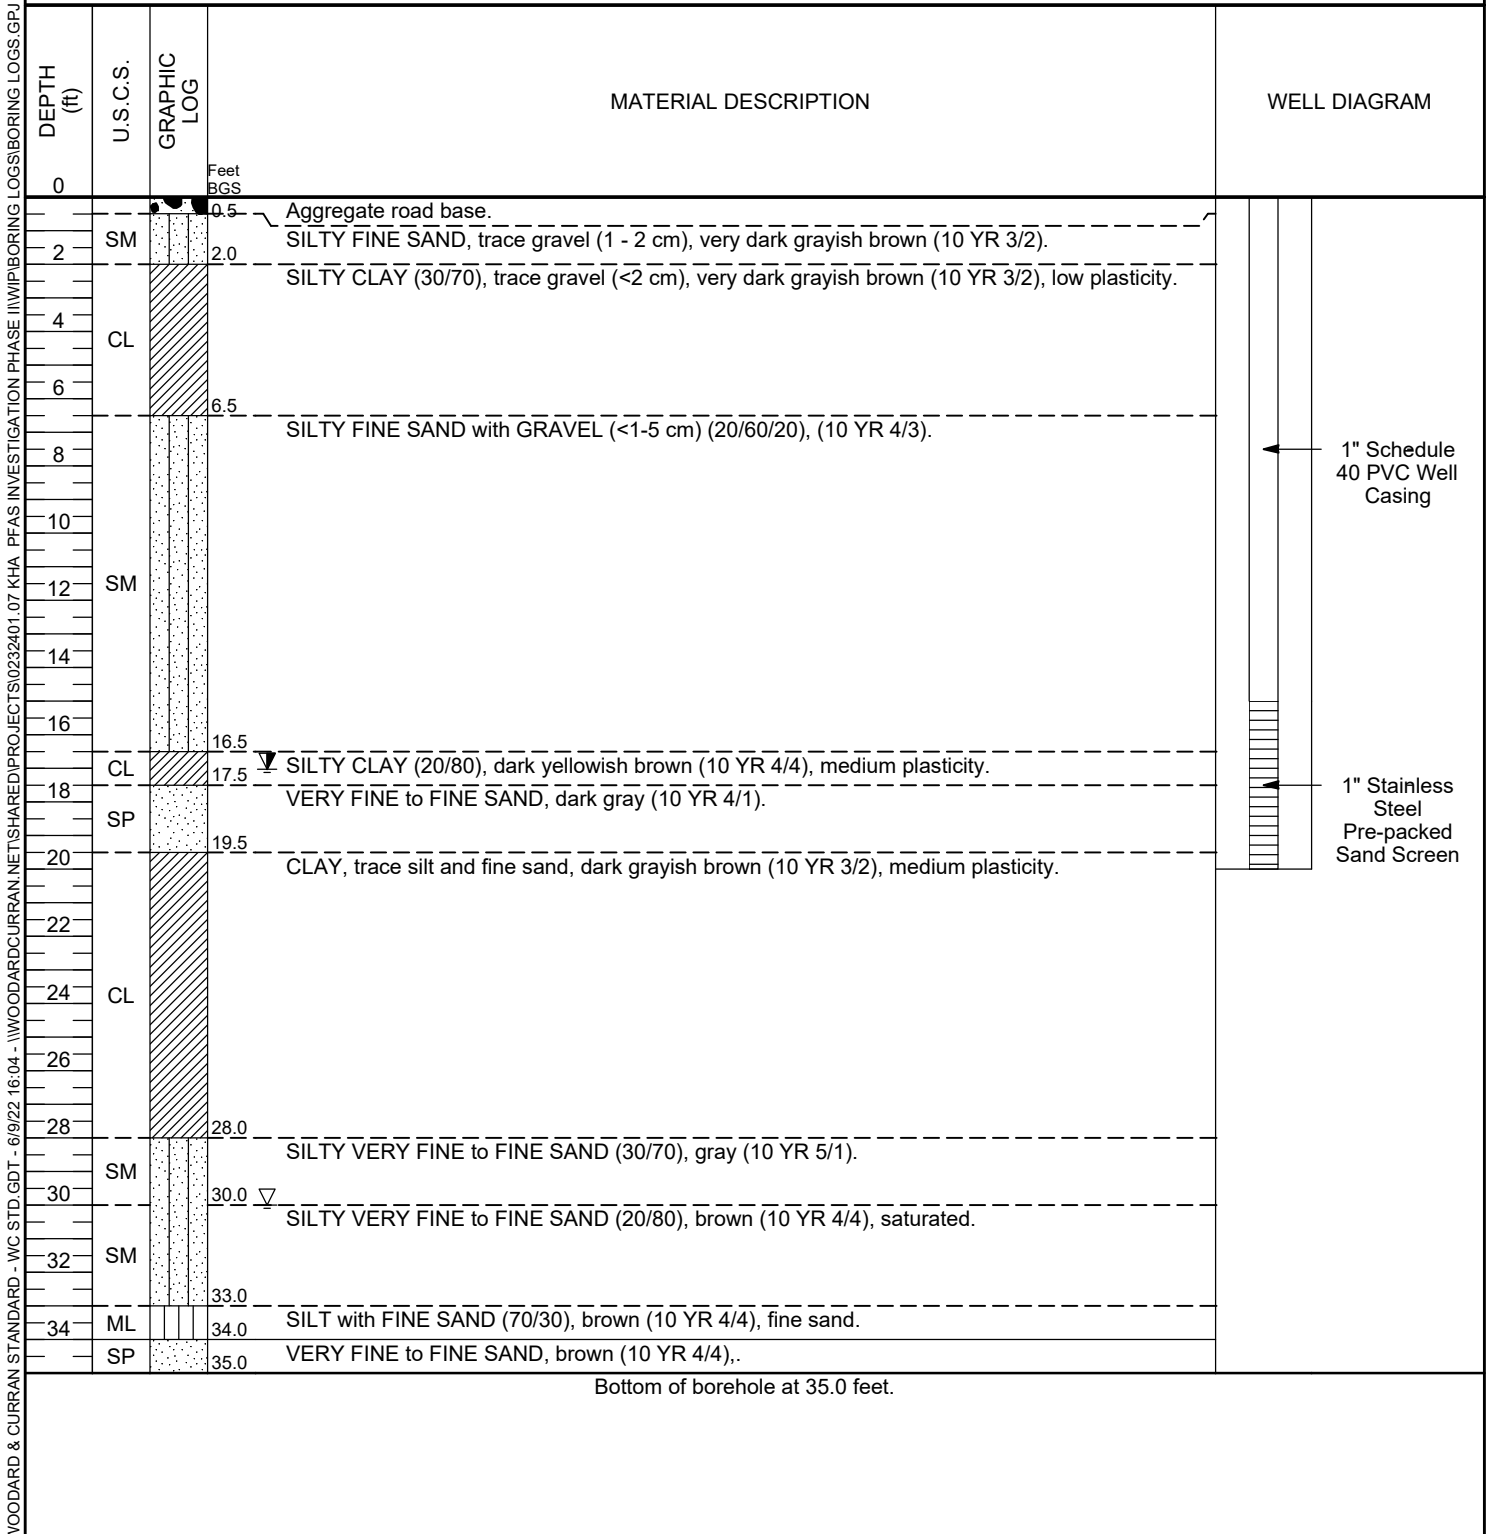 DEPTH
(ft)
U.S.C.S.
GRAPHIC
LOG
MATERIAL DESCRIPTION
WELL DIAGRAM
0
Feet
BGS
0.5
Aggregate road base.
SM
SILTY FINE SAND, trace gravel (1 - 2 cm), very dark grayish brown (10 YR 3/2).
2
2.0
SILTY CLAY (30/70), trace gravel (<2 cm), very dark grayish brown (10 YR 3/2), low plasticity.
4
CL
6
6.5
SILTY FINE SAND with GRAVEL (<1-5 cm) (20/60/20), (10 YR 4/3).
8
1" Schedule
40 PVC Well
Casing
10
12
SM
14
16
16.5
CL
17.5
SILTY CLAY (20/80), dark yellowish brown (10 YR 4/4), medium plasticity.
18
VERY FINE to FINE SAND, dark gray (10 YR 4/1).
1" Stainless
Steel
Pre-packed
Sand Screen
SP
19.5
20
CLAY, trace silt and fine sand, dark grayish brown (10 YR 3/2), medium plasticity.
22
24
CL
26
28
28.0
SILTY VERY FINE to FINE SAND (30/70), gray (10 YR 5/1).
SM
30
30.0
SILTY VERY FINE to FINE SAND (20/80), brown (10 YR 4/4), saturated.
32
SM
33.0
SILT with FINE SAND (70/30), brown (10 YR 4/4), fine sand.
34
ML
34.0
SP
VERY FINE to FINE SAND, brown (10 YR 4/4),.
35.0
Bottom of borehole at 35.0 feet.
& CURRAN STANDARD - WC STD.GDT - 6/9/22 16:04 - \\WOODARDCURRAN.NET\SHARED\PROJECTS\0232401.07 KHA PFAS INVESTIGATION PHASE II\WIP\BORING LOGS\BORING LOGS.GPJ